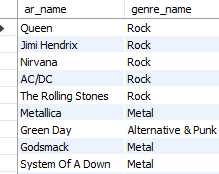 ar_name genre_name
Queen Rock
Jimi Hendrix Rock
Nirvana Rock
AC/DC Rock
The Rolling Stones Rock
Metallica Metal
Green Day Alternative & Punk
Godsmack Metal
System Of A Down Metal